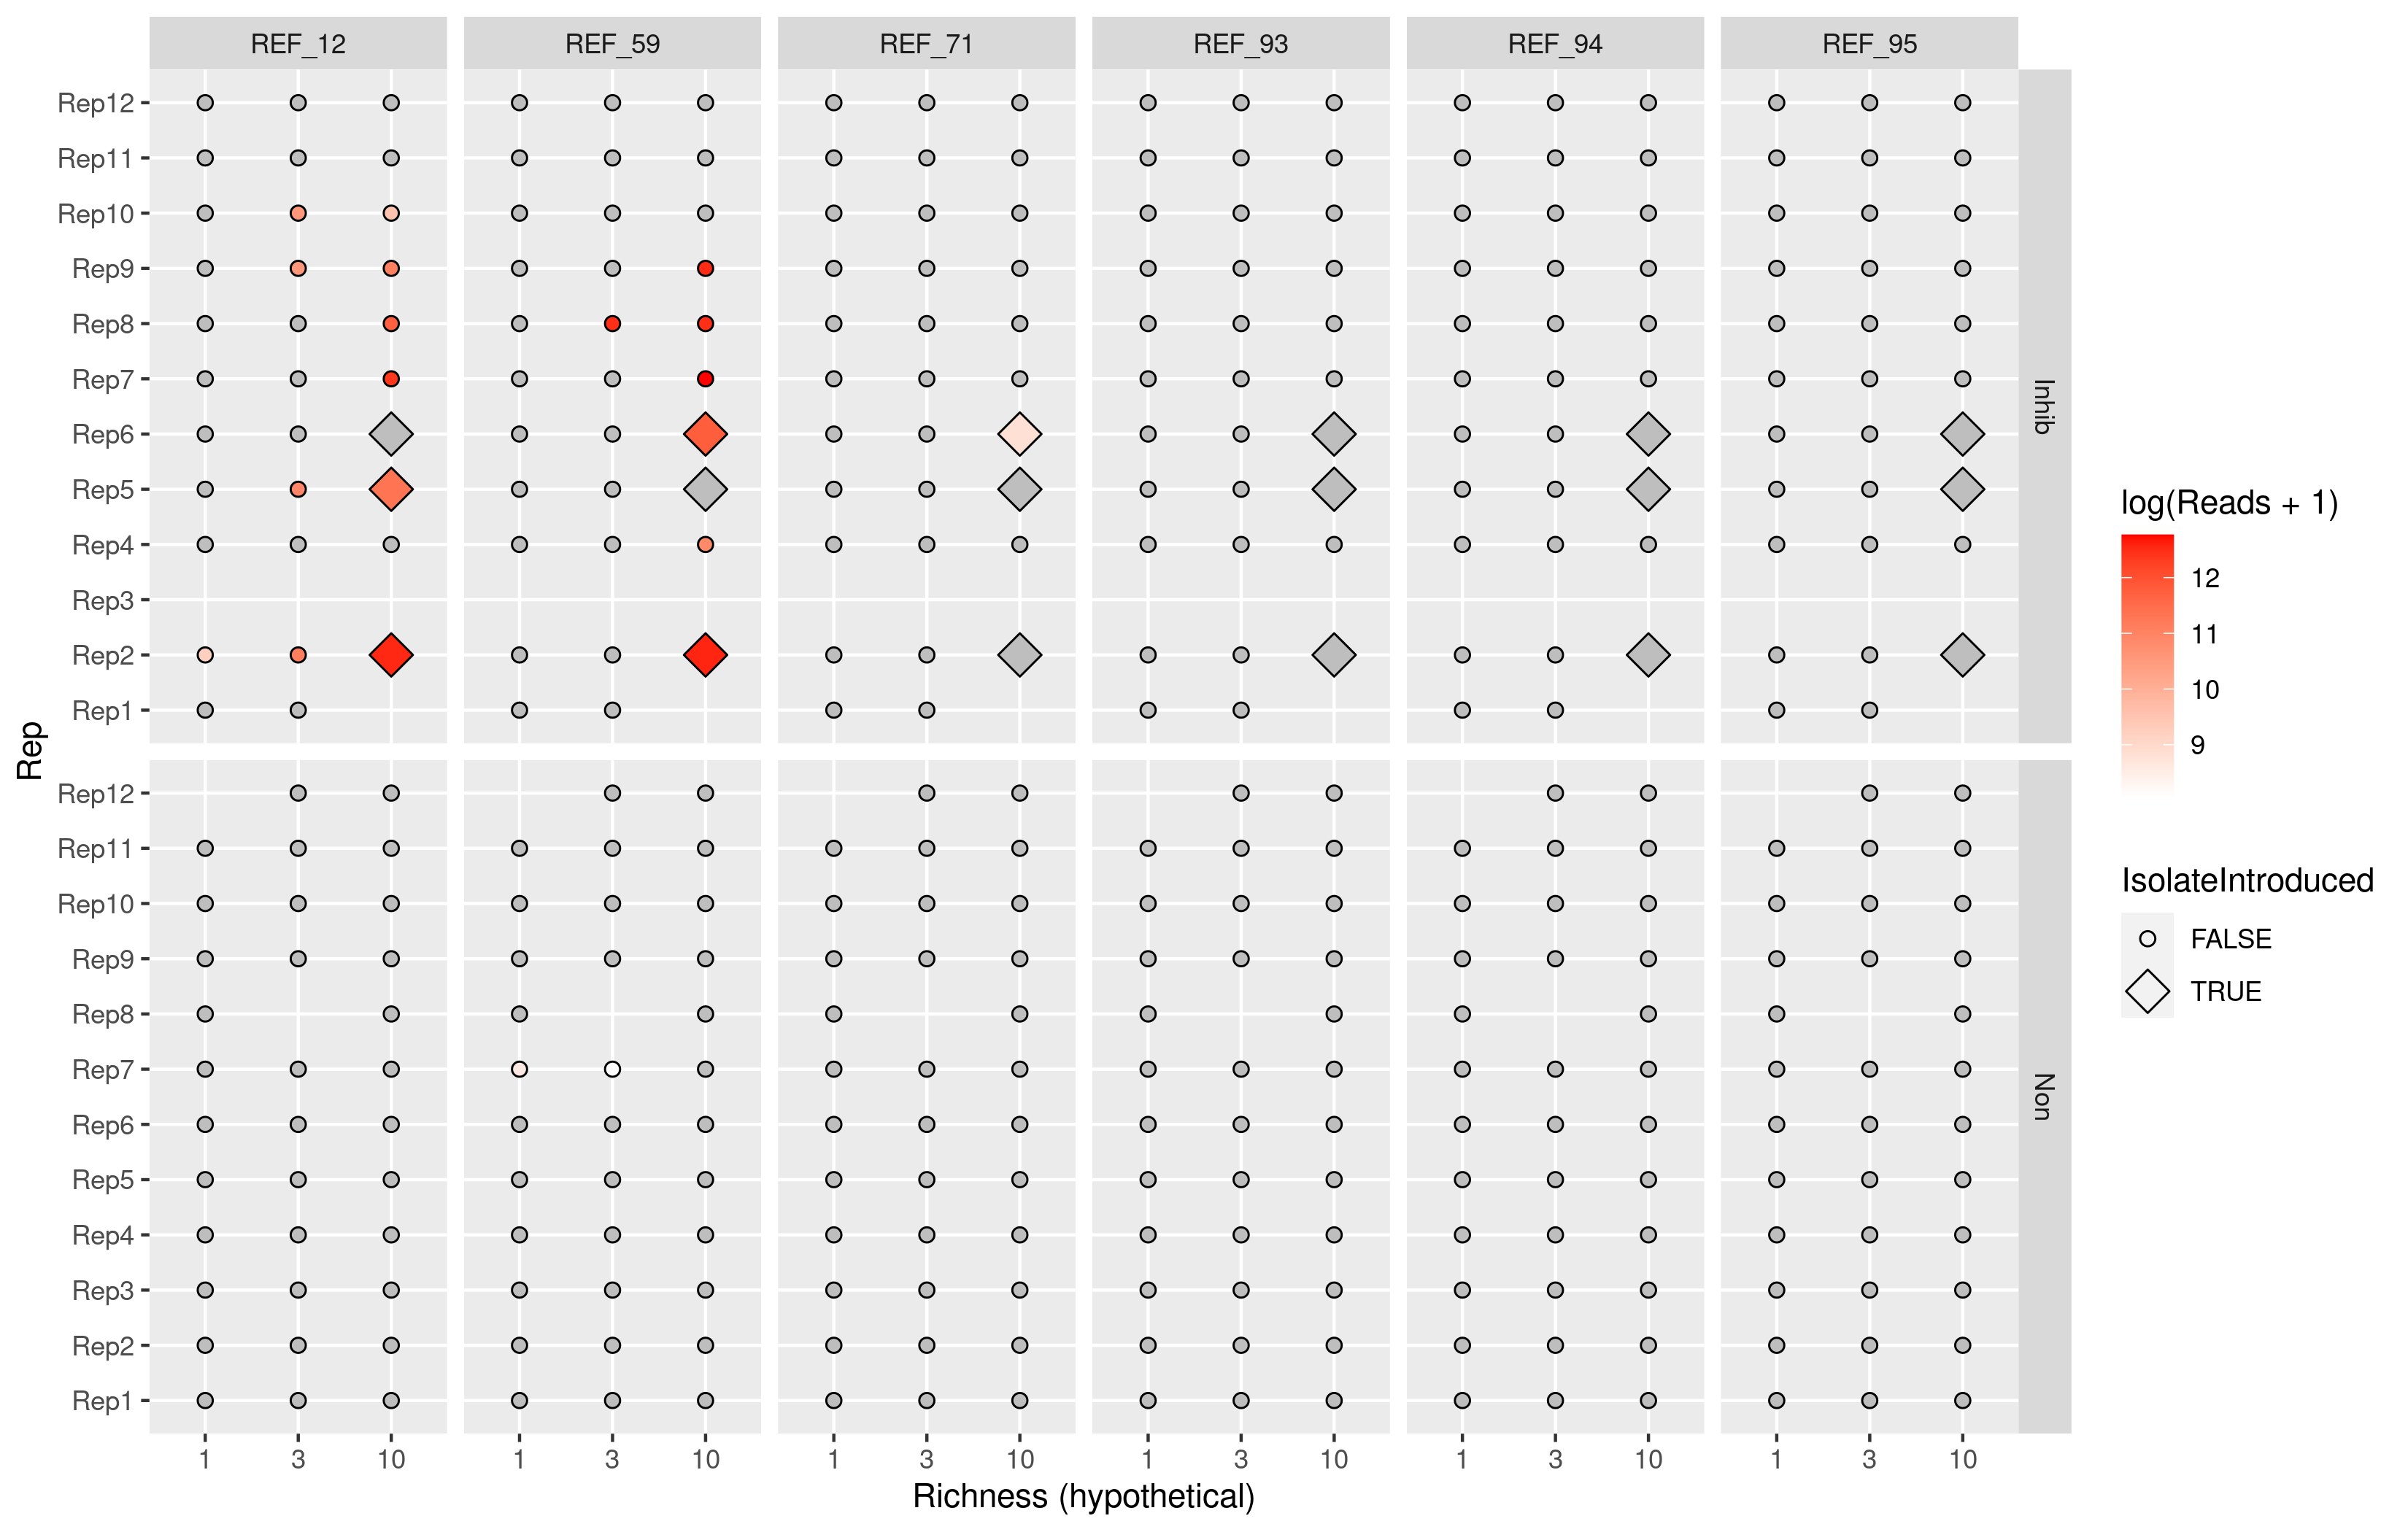 REF_12 REF_59 REF_71 REF_93 REF_94 REF_95
Rep12
Rep11
Rep10
Rep9
Rep8
Rep7
Rep6
Rep5
Rep4
Rep3
Rep2
Rep1
Inhib
Rep12
Rep11
Rep10
Rep9
Rep8
Rep7
Rep6
Rep5
Rep4
Rep3
Rep2
Rep1
Non
Rep
1 3 10 1 3 10 1 3 10 1 3 10 1 3 10 1 3 10
Richness (hypothetical)
log(Reads + 1)
12
11
10
9
IsolateIntroduced
FALSE
TRUE